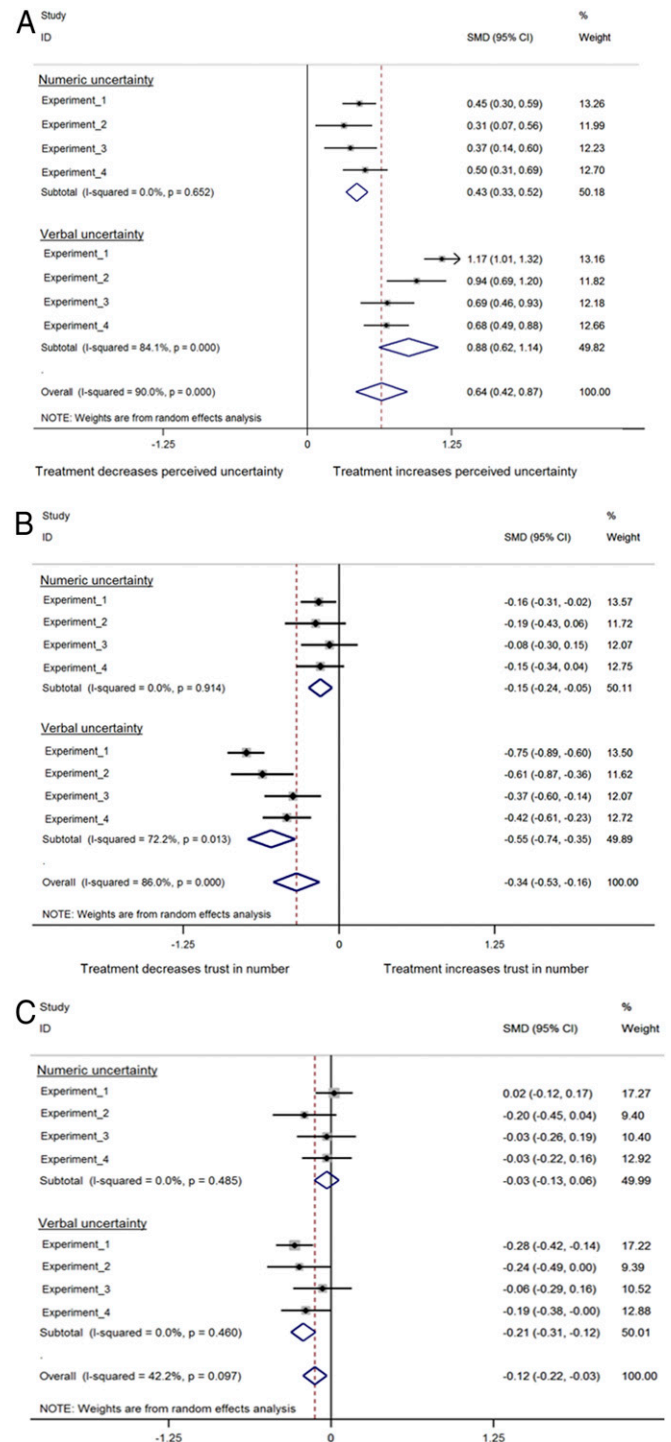 A
Study %
ID SMD (95% CI) Weight
Numeric uncertainty
Experiment_1 0.45 (0.30, 0.59) 13.26
Experiment_2 0.31 (0.07, 0.56) 11.99
Experiment_3 0.37 (0.14, 0.60) 12.23
Experiment_4 0.50 (0.31, 0.69) 12.70
Subtotal (I-squared = 0.0%, p = 0.652) 0.43 (0.33, 0.52) 50.18
Verbal uncertainty
Experiment_1 1.17 (1.01, 1.32) 13.16
Experiment_2 0.94 (0.69, 1.20) 11.82
Experiment_3 0.69 (0.46, 0.93) 12.18
Experiment_4 0.68 (0.49, 0.88) 12.66
Subtotal (I-squared = 84.1%, p = 0.000) 0.88 (0.62, 1.14) 49.82
.
Overall (I-squared = 90.0%, p = 0.000) 0.64 (0.42, 0.87) 100.00
NOTE: Weights are from random effects analysis
-1.25 0 1.25
Treatment decreases perceived uncertainty Treatment increases perceived uncertainty
B
Study %
ID SMD (95% CI) Weight
Numeric uncertainty
Experiment_1 -0.16 (-0.31, -0.02) 13.57
Experiment_2 -0.19 (-0.43, 0.06) 11.72
Experiment_3 -0.08 (-0.30, 0.15) 12.07
Experiment_4 -0.15 (-0.34, 0.04) 12.75
Subtotal (I-squared = 0.0%, p = 0.914) -0.15 (-0.24, -0.05) 50.11
Verbal uncertainty
Experiment_1 -0.75 (-0.89, -0.60) 13.50
Experiment_2 -0.61 (-0.87, -0.36) 11.62
Experiment_3 -0.37 (-0.60, -0.14) 12.07
Experiment_4 -0.42 (-0.61, -0.23) 12.72
Subtotal (I-squared = 72.2%, p = 0.013) -0.55 (-0.74, -0.35) 49.89
.
Overall (I-squared = 86.0%, p = 0.000) -0.34 (-0.53, -0.16) 100.00
NOTE: Weights are from random effects analysis
-1.25 0 1.25
Treatment decreases trust in number Treatment increases trust in number
C
Study %
ID SMD (95% CI) Weight
Numeric uncertainty
Experiment_1 0.02 (-0.12, 0.17) 17.27
Experiment_2 -0.20 (-0.45, 0.04) 9.40
Experiment_3 -0.03 (-0.26, 0.19) 10.40
Experiment_4 -0.03 (-0.22, 0.16) 12.92
Subtotal (I-squared = 0.0%, p = 0.485) -0.03 (-0.13, 0.06) 49.99
Verbal uncertainty
Experiment_1 -0.28 (-0.42, -0.14) 17.22
Experiment_2 -0.24 (-0.49, 0.00) 9.39
Experiment_3 -0.06 (-0.29, 0.16) 10.52
Experiment_4 -0.19 (-0.38, -0.00) 12.88
Subtotal (I-squared = 0.0%, p = 0.460) -0.21 (-0.31, -0.12) 50.01
.
Overall (I-squared = 42.2%, p = 0.097) -0.12 (-0.22, -0.03) 100.00
NOTE: Weights are from random effects analysis
-1.25 0 1.25